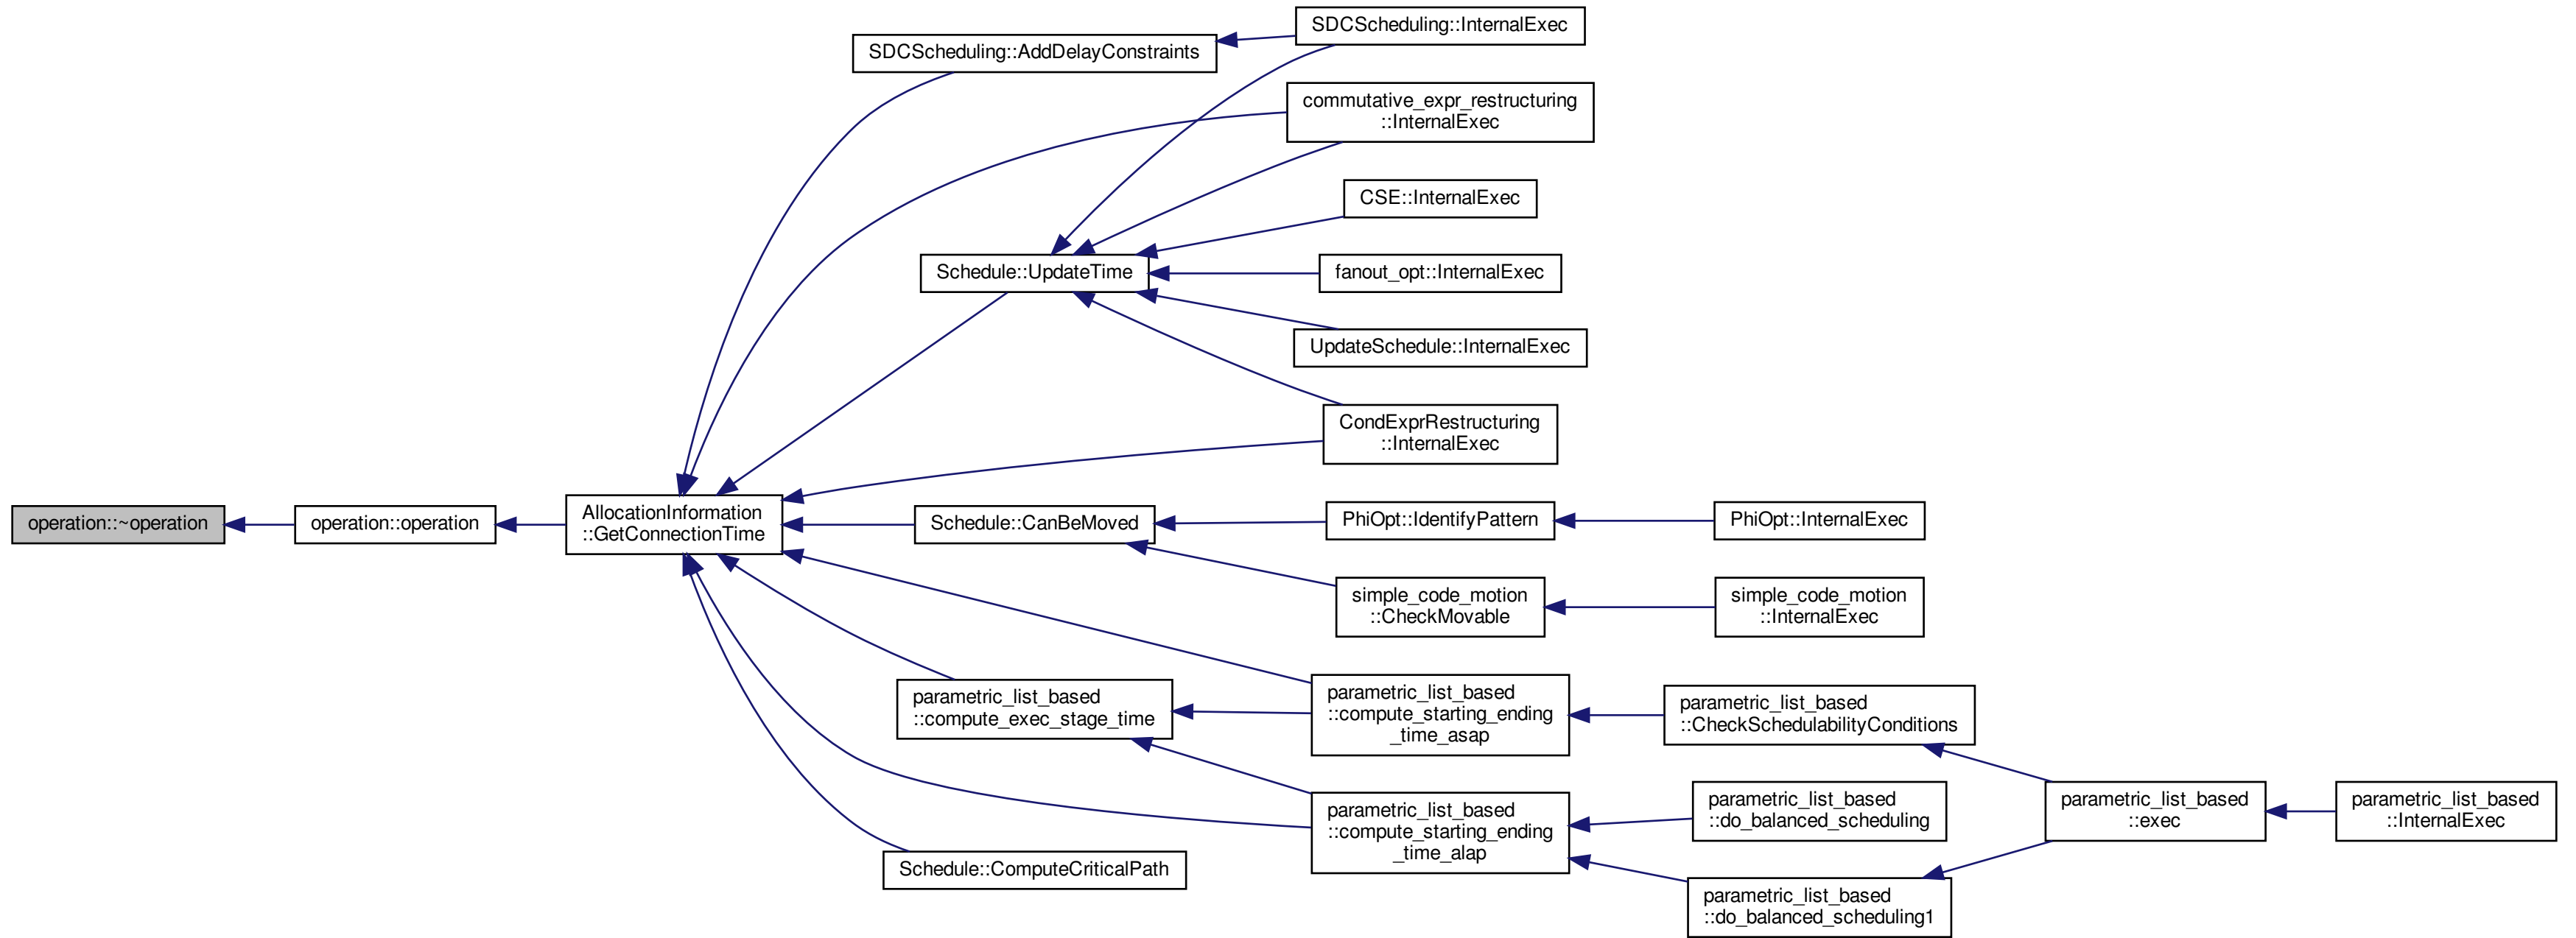 operation::~operation
operation::operation
AllocationInformation
::GetConnectionTime
SDCScheduling::AddDelayConstraints
SDCScheduling::InternalExec
commutative_expr_restructuring
::InternalExec
Schedule::UpdateTime
CSE::InternalExec
fanout_opt::InternalExec
UpdateSchedule::InternalExec
CondExprRestructuring
::InternalExec
Schedule::CanBeMoved
PhiOpt::IdentifyPattern
PhiOpt::InternalExec
simple_code_motion
::CheckMovable
simple_code_motion
::InternalExec
parametric_list_based
::compute_exec_stage_time
parametric_list_based
::compute_starting_ending
_time_asap
parametric_list_based
::CheckSchedulabilityConditions
parametric_list_based
::compute_starting_ending
_time_alap
parametric_list_based
::do_balanced_scheduling
parametric_list_based
::do_balanced_scheduling1
parametric_list_based
::exec
parametric_list_based
::InternalExec
Schedule::ComputeCriticalPath